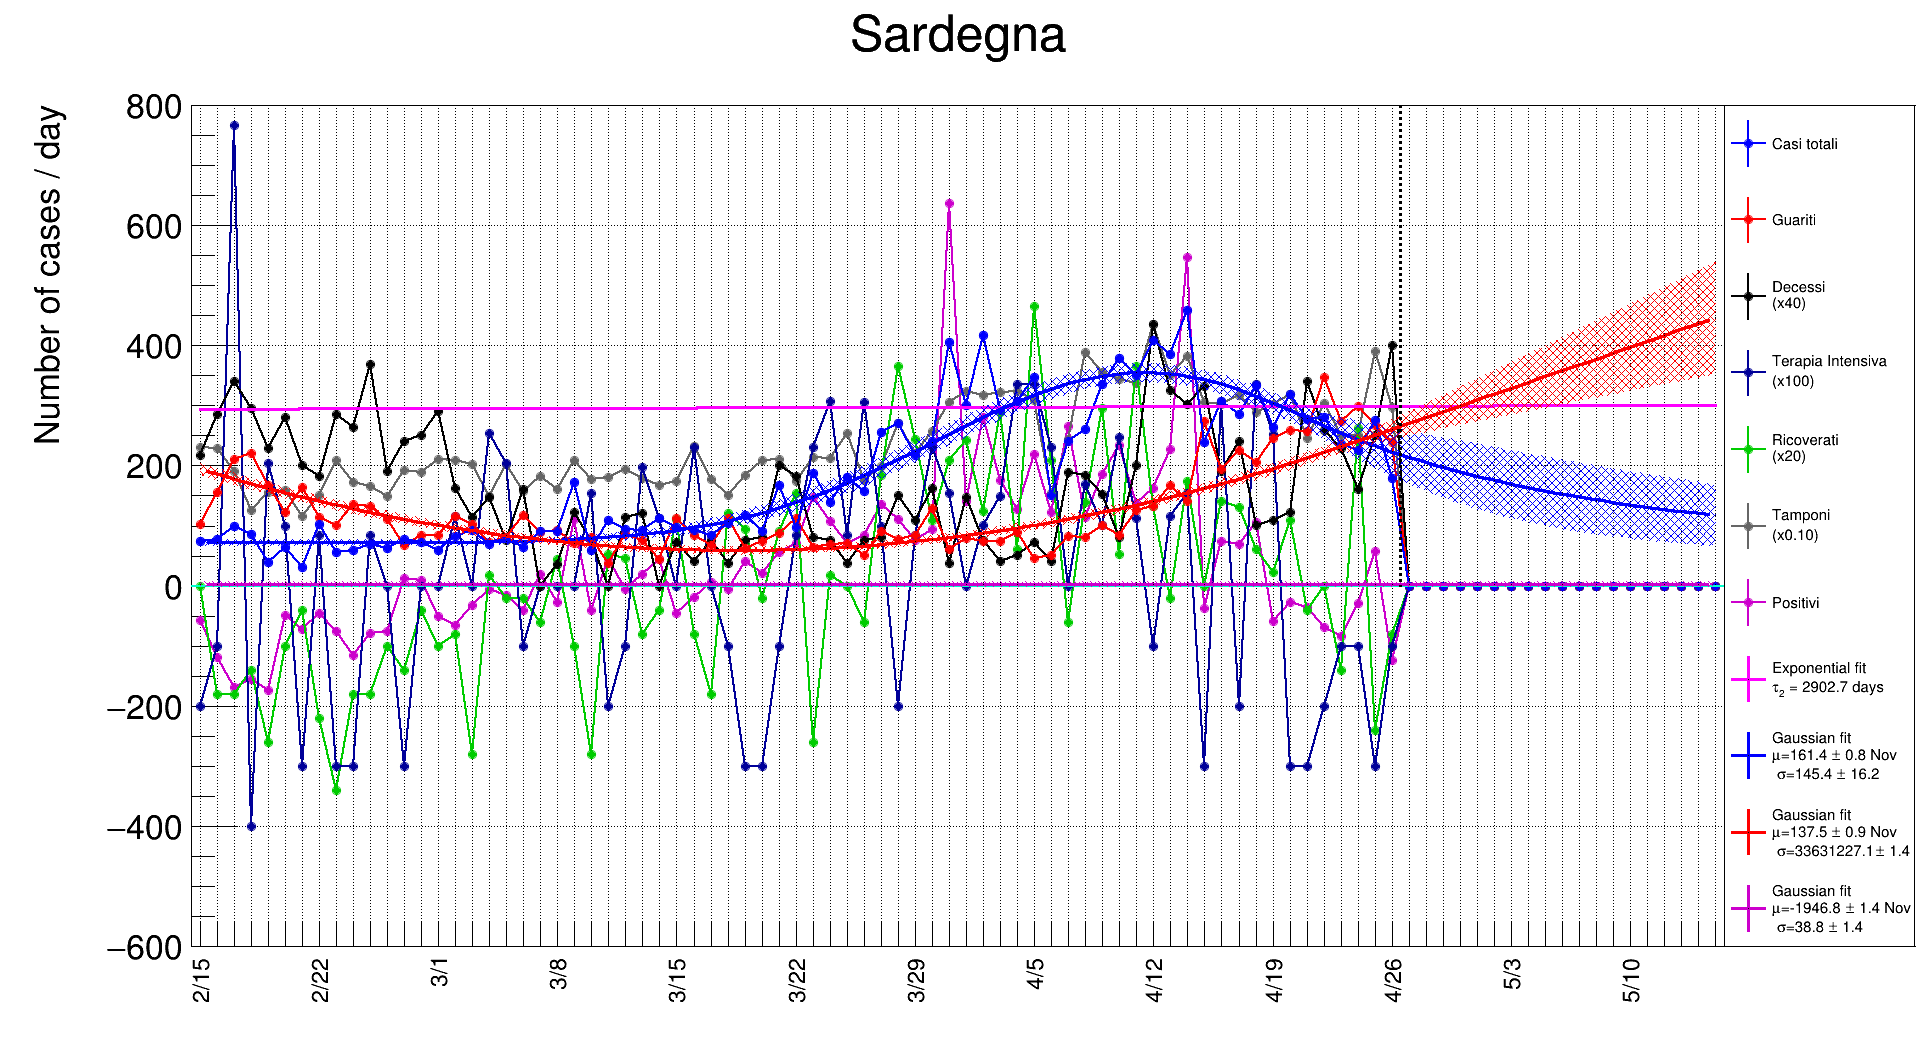 Sardegna
Number of cases / day
800
600
400
200
0
−200
−400
−600
2/15
2/22
3/1
3/8
3/15
3/22
3/29
4/5
4/12
4/19
4/26
5/3
5/10
Casi totali
Guariti
Decessi
(x40)
Terapia Intensiva
(x100)
Ricoverati
(x20)
Tamponi
(x0.10)
Positivi
Exponential fit
τ2 = 2902.7 days
Gaussian fit
μ=161.4 ± 0.8 Nov
σ=145.4 ± 16.2
Gaussian fit
μ=137.5 ± 0.9 Nov
σ=33631227.1 ± 1.4
Gaussian fit
μ=-1946.8 ± 1.4 Nov
σ=38.8 ± 1.4